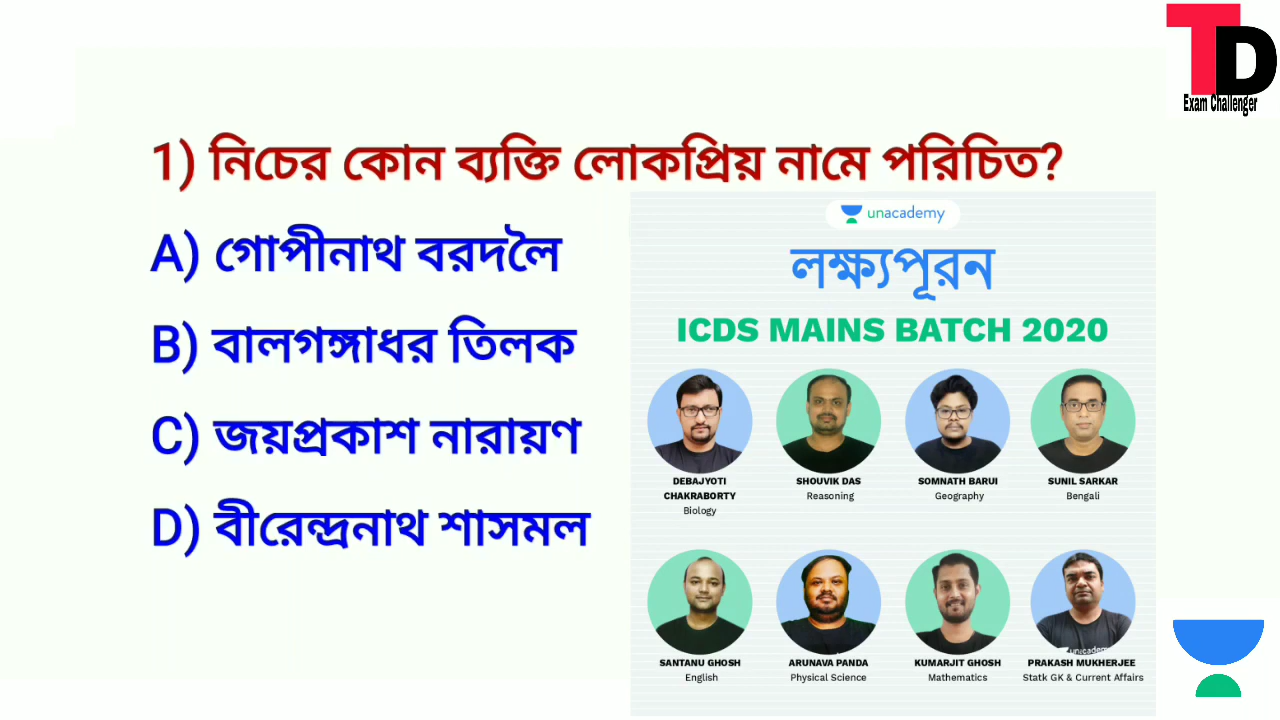 TD
Exam Challenger
1) নিচের কোন ব্যক্তি লোকপ্রিয় নামে পরিচিত?
A) গোপীনাথ বরদলৈ
B) বালগঙ্গাধর তিলক
C) জয়প্রকাশ নারায়ণ
D) বীরেন্দ্রনাথ শাসমল
unacademy
লক্ষ্যপূরন
ICDS MAINS BATCH 2020
DEBAJYOTI
CHAKRABORTY
Biology
SHOUVIK DAS
Reasoning
SOMNATH BARUI
Geography
SUNIL SARKAR
Bengali
SANTANU GHOSH
English
ARUNAVA PANDA
Physical Science
KUMARJIT GHOSH
Mathematics
unacademy
PRAKASH MUKHERJEE
Statk GK & Current Affairs